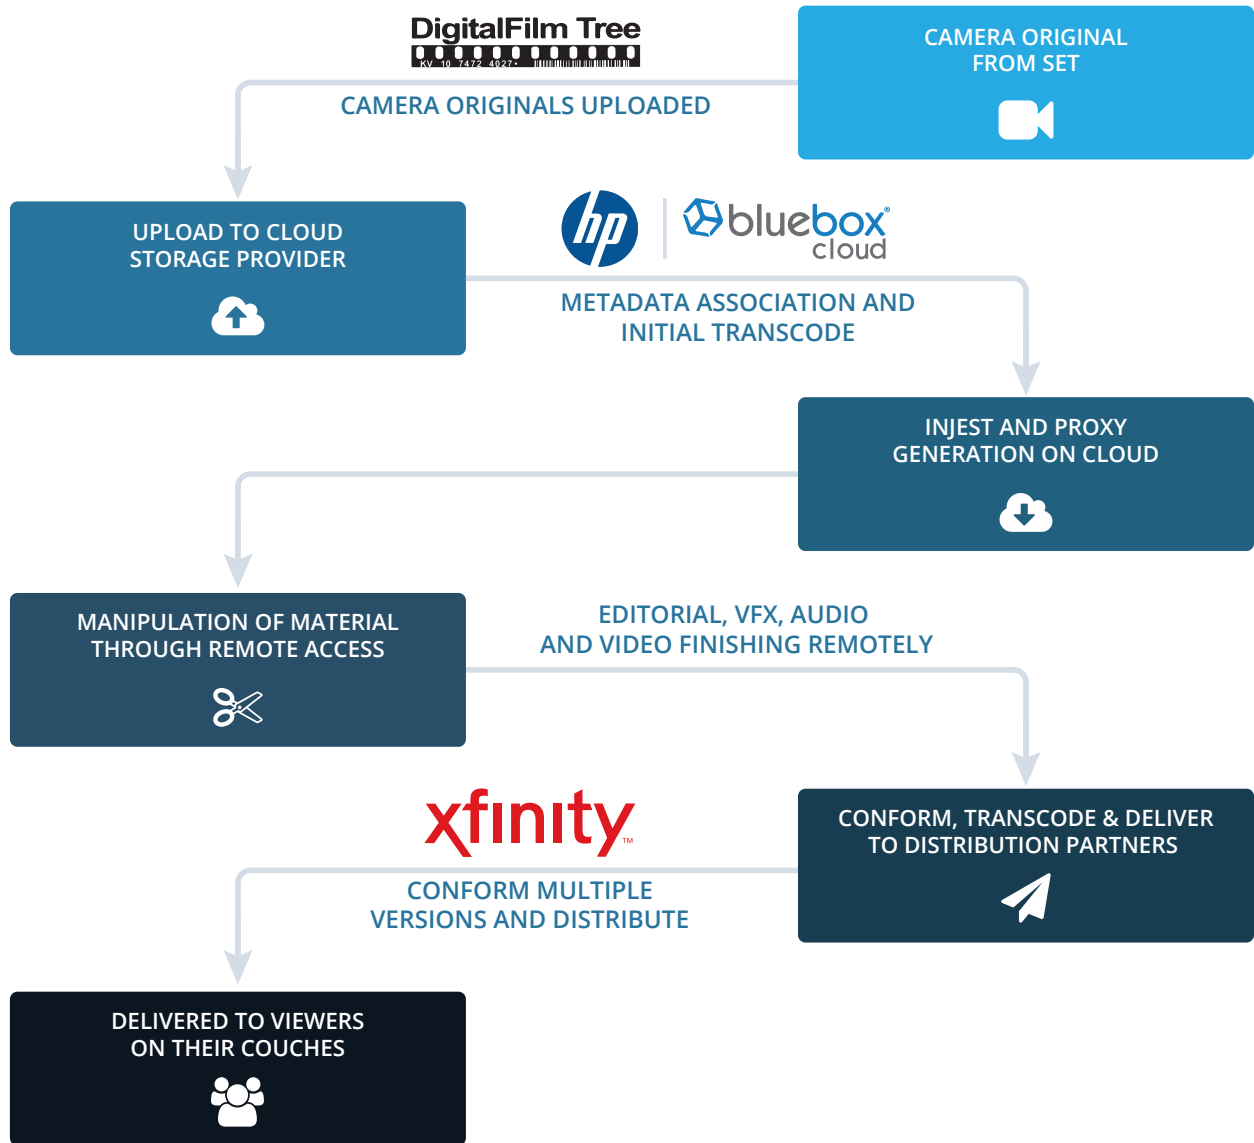 DigitalFilm Tree
KV 10 7472 4027•
CAMERA ORIGINAL
FROM SET
CAMERA ORIGINALS UPLOADED
UPLOAD TO CLOUD
STORAGE PROVIDER
hp
bluebox®
cloud
METADATA ASSOCIATION AND
INITIAL TRANSCODE
INJEST AND PROXY
GENERATION ON CLOUD
MANIPULATION OF MATERIAL
THROUGH REMOTE ACCESS
EDITORIAL, VFX, AUDIO
AND VIDEO FINISHING REMOTELY
CONFORM, TRANSCODE & DELIVER
TO DISTRIBUTION PARTNERS
xfinity™
CONFORM MULTIPLE
VERSIONS AND DISTRIBUTE
DELIVERED TO VIEWERS
ON THEIR COUCHES